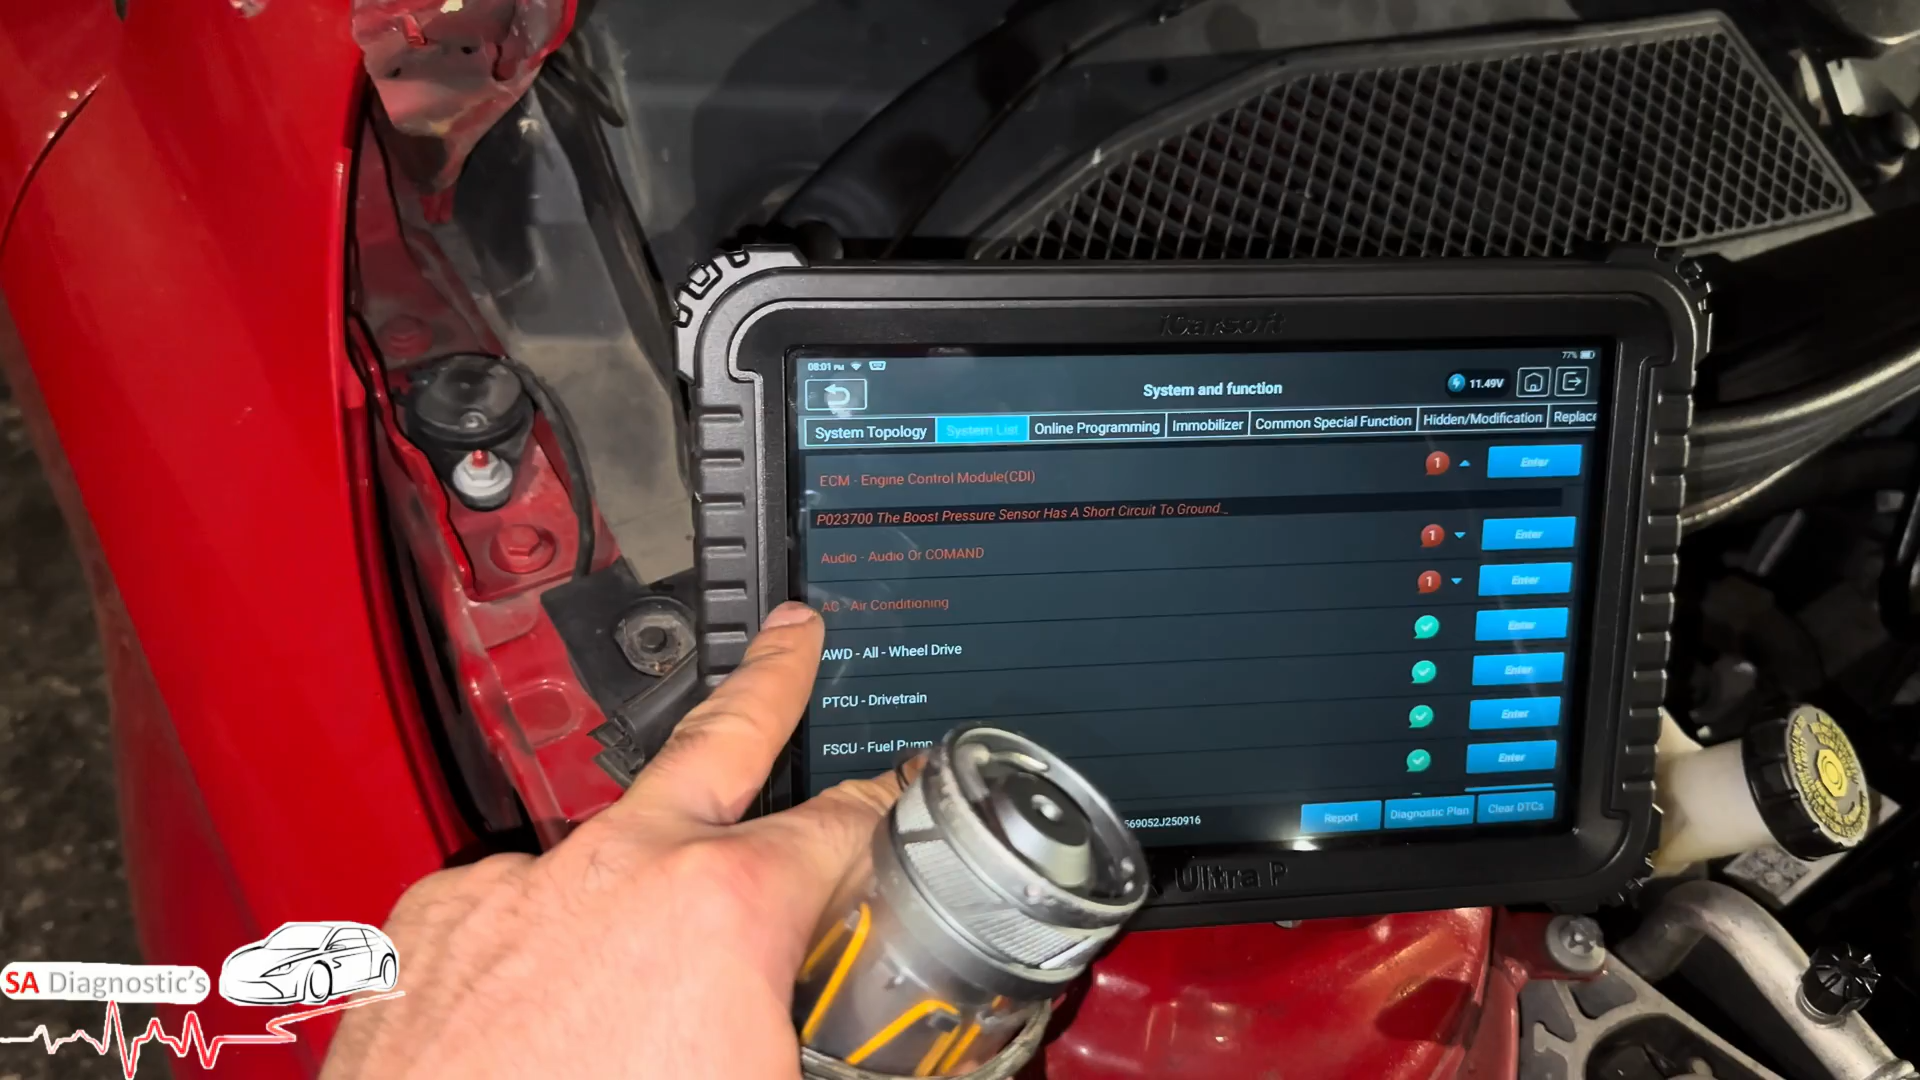 iCarsoft
08:01 PM
77%
System and function
11.49V
System Topology
System List
Online Programming
Immobilizer
Common Special Function
Hidden/Modification
Replace
ECM - Engine Control Module(CDI)
1
Enter
P023700 The Boost Pressure Sensor Has A Short Circuit To Ground...
Audio - Audio Or COMAND
1
Enter
AC - Air Conditioning
1
Enter
AWD - All - Wheel Drive
Enter
PTCU - Drivetrain
Enter
FSCU - Fuel Pump
Enter
Enter
569052J250916
Report
Diagnostic Plan
Clear DTCs
Ultra P
SA Diagnostic's